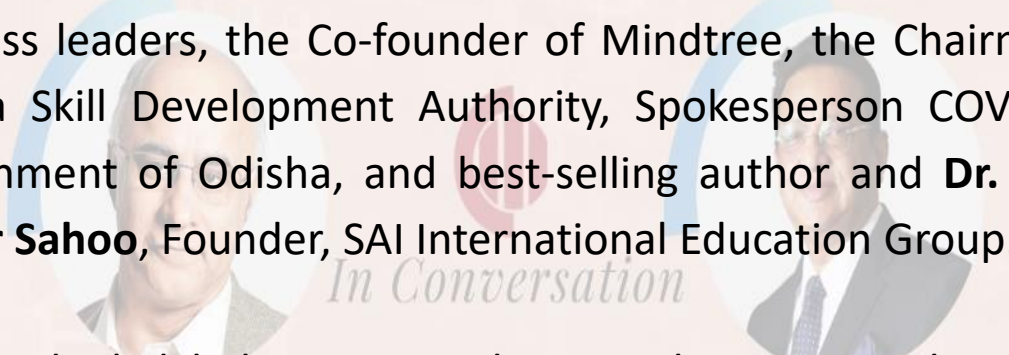 ss leaders, the Co-founder of Mindtree, the Chair
Skill Development Authority, Spokesperson COV
nment of Odisha, and best-selling author and Dr.
Sahoo, Founder, SAI International Education Group
In Conversation